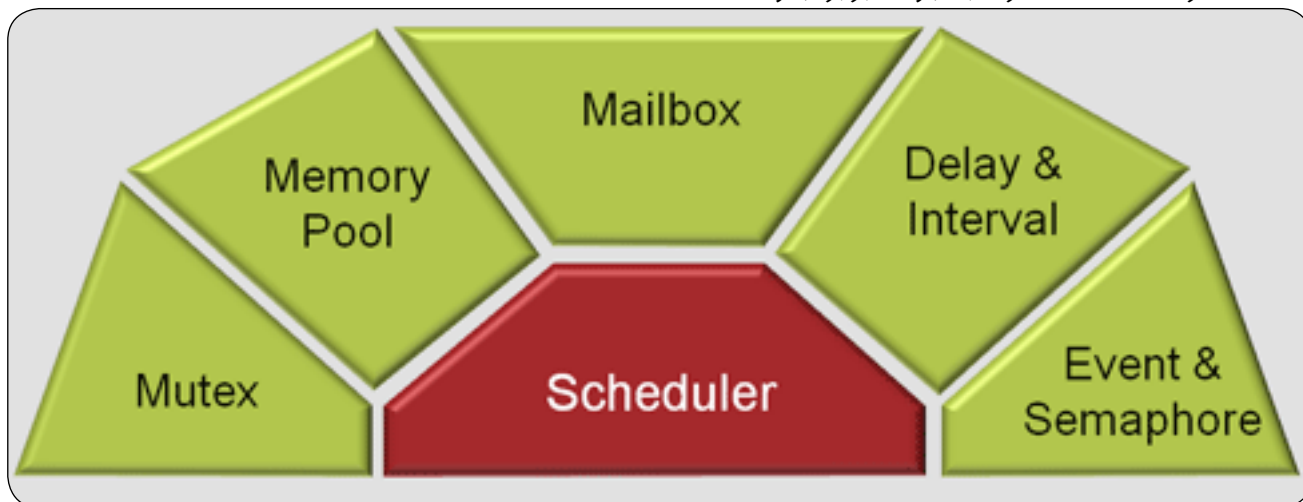 Mailbox
Memory
Pool
Delay &
Interval
Mutex
Scheduler
Event &
Semaphore